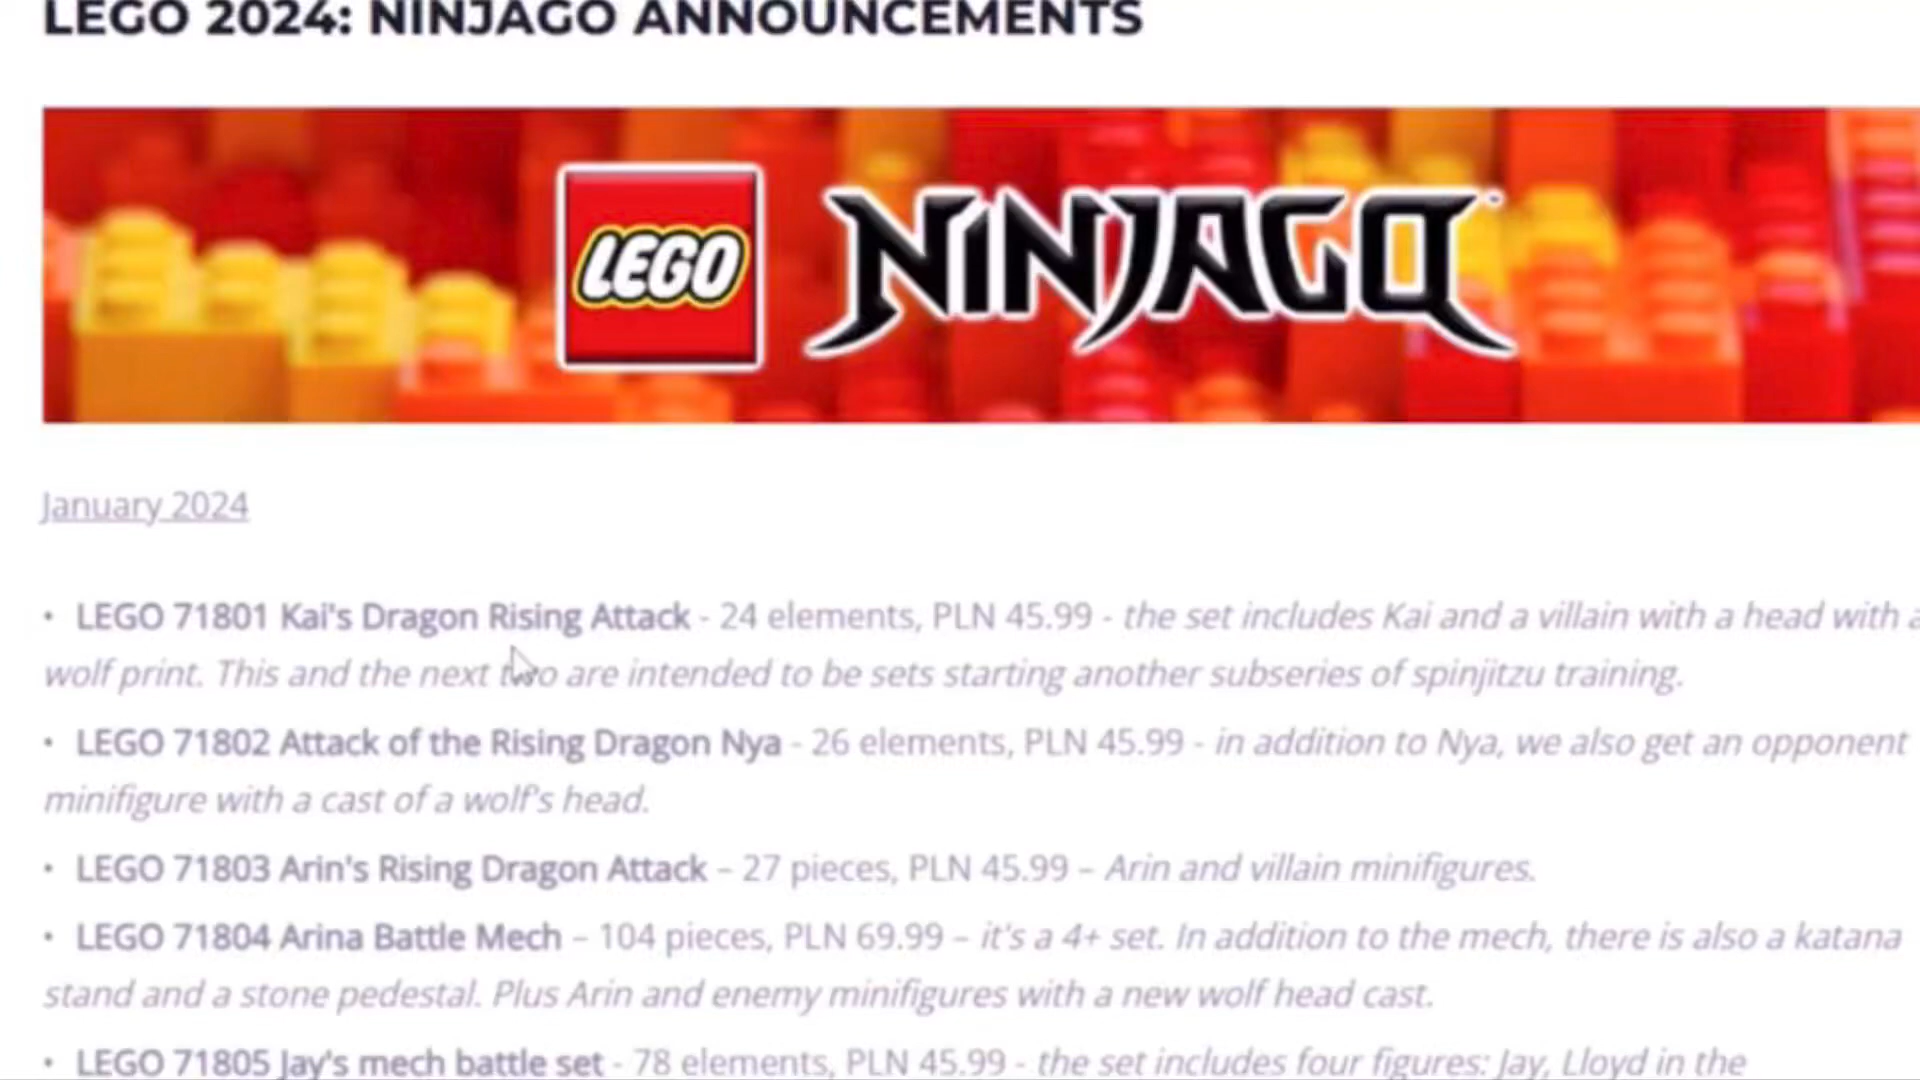 LEGO 2024: NINJAGO ANNOUNCEMENTS
LEGO NINJAGO
January 2024
• LEGO 71801 Kai's Dragon Rising Attack - 24 elements, PLN 45.99 - the set includes Kai and a villain with a head with a
wolf print. This and the next two are intended to be sets starting another subseries of spinjitzu training.
• LEGO 71802 Attack of the Rising Dragon Nya - 26 elements, PLN 45.99 - in addition to Nya, we also get an opponent
minifigure with a cast of a wolf's head.
• LEGO 71803 Arin's Rising Dragon Attack – 27 pieces, PLN 45.99 – Arin and villain minifigures.
• LEGO 71804 Arina Battle Mech – 104 pieces, PLN 69.99 – it's a 4+ set. In addition to the mech, there is also a katana
stand and a stone pedestal. Plus Arin and enemy minifigures with a new wolf head cast.
• LEGO 71805 Jay's mech battle set - 78 elements, PLN 45.99 - the set includes four figures: Jay, Lloyd in the